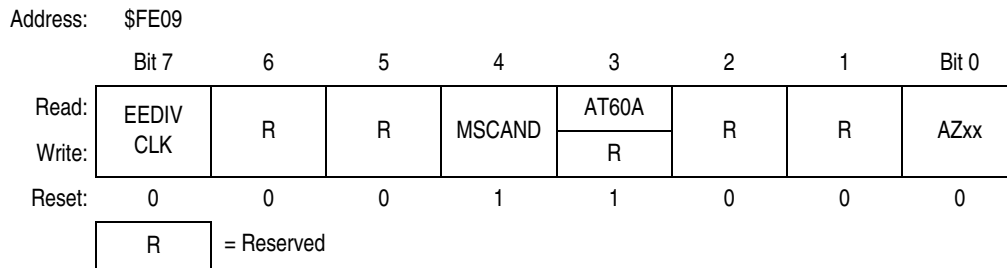 Address: $FE09
Bit 7 6 5 4 3 2 1 Bit 0
Read: EEDIV CLK R R MSCAND AT60A R R AZxx
Write: R
Reset: 0 0 0 1 1 0 0 0
R = Reserved